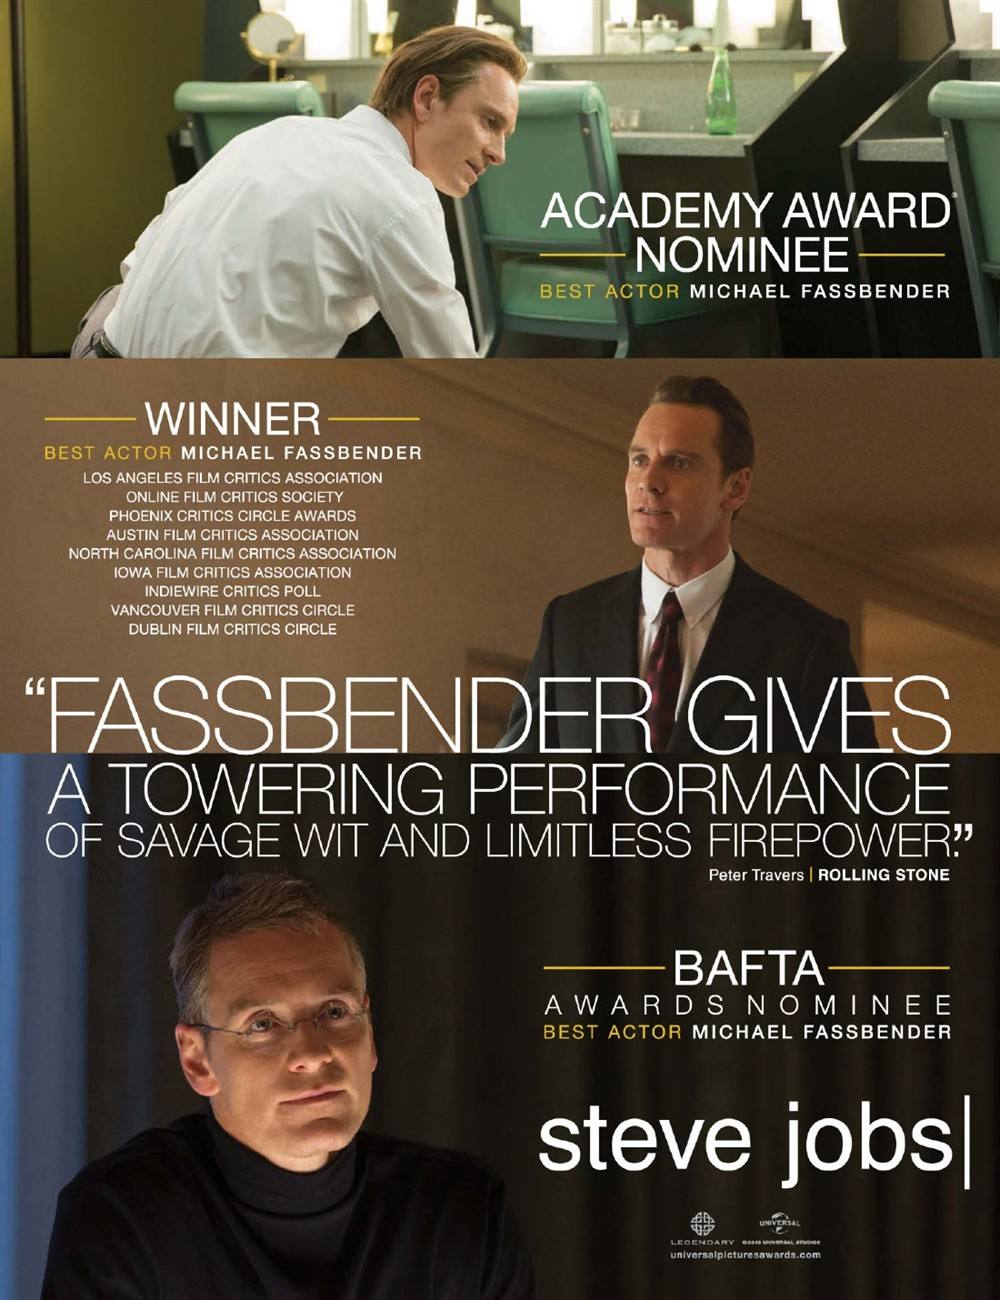 ACADEMY AWARD®
NOMINEE
BEST ACTOR MICHAEL FASSBENDER
WINNER
BEST ACTOR MICHAEL FASSBENDER
LOS ANGELES FILM CRITICS ASSOCIATION
ONLINE FILM CRITICS SOCIETY
PHOENIX CRITICS CIRCLE AWARDS
AUSTIN FILM CRITICS ASSOCIATION
NORTH CAROLINA FILM CRITICS ASSOCIATION
IOWA FILM CRITICS ASSOCIATION
INDIEWIRE CRITICS POLL
VANCOUVER FILM CRITICS CIRCLE
DUBLIN FILM CRITICS CIRCLE
“FASSBENDER GIVES
A TOWERING PERFORMANCE
OF SAVAGE WIT AND LIMITLESS FIREPOWER.”
Peter Travers | ROLLING STONE
BAFTA
AWARDS NOMINEE
BEST ACTOR MICHAEL FASSBENDER
steve jobs|
UNIVERSAL
LEGENDARY ©2015 UNIVERSAL STUDIOS
universalpicturesawards.com